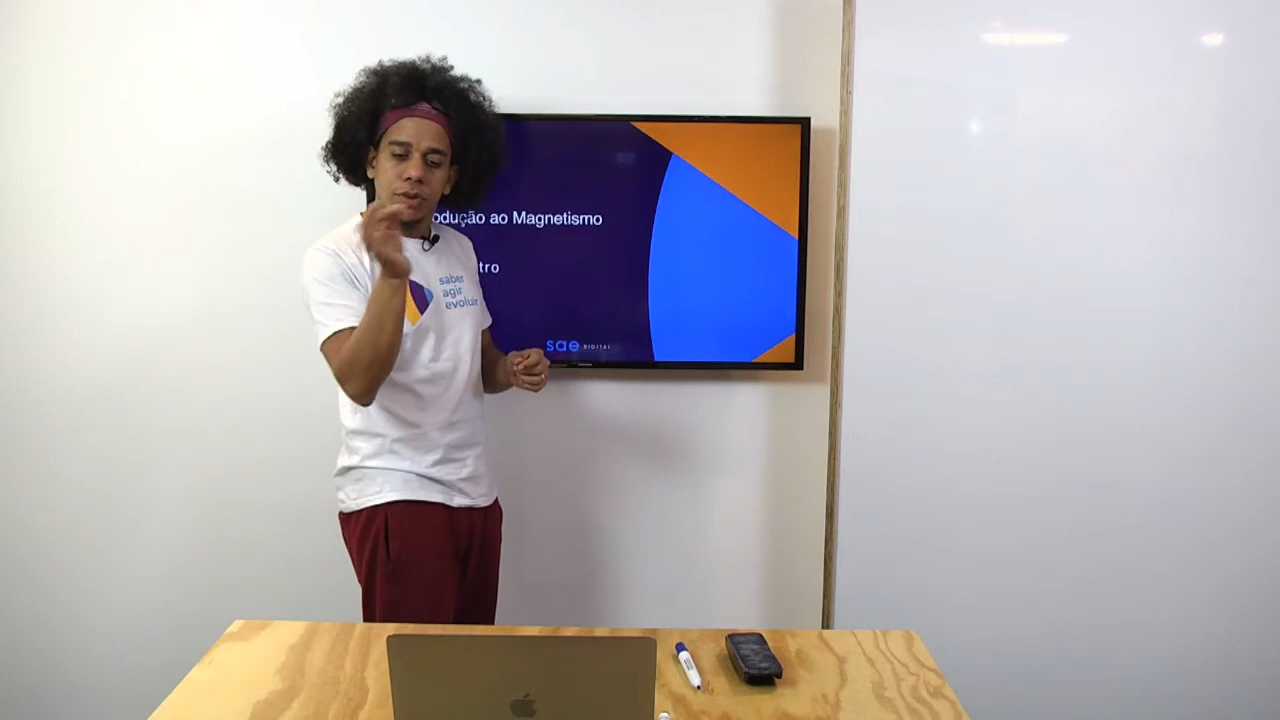 odução ao Magnetismo
tro
saber
agir
evoluir
sae DIGITAL